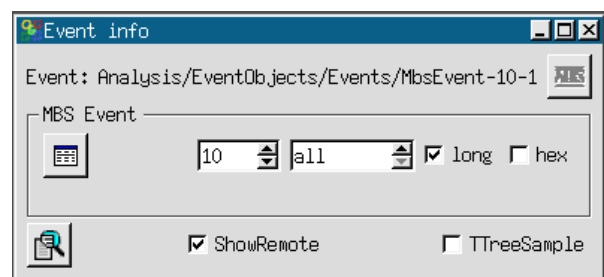 Event info
Event: Analysis/EventObjects/Events/MbsEvent-10-1
MBS Event
10 all long hex
ShowRemote TTreeSample